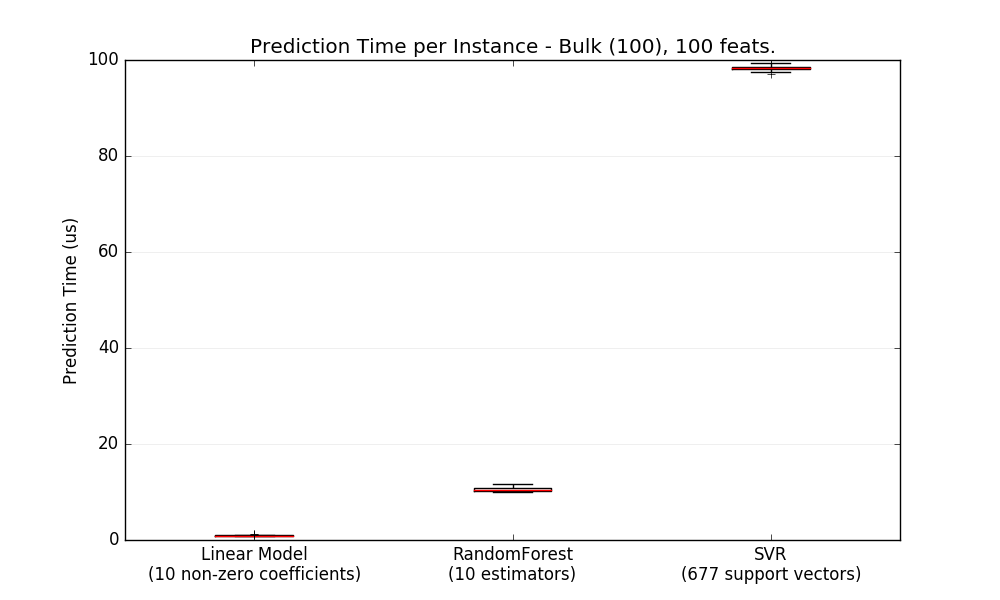 Prediction Time per Instance - Bulk (100), 100 feats.
100
80
60
40
20
0
Prediction Time (us)
Linear Model
(10 non-zero coefficients)
RandomForest
(10 estimators)
SVR
(677 support vectors)